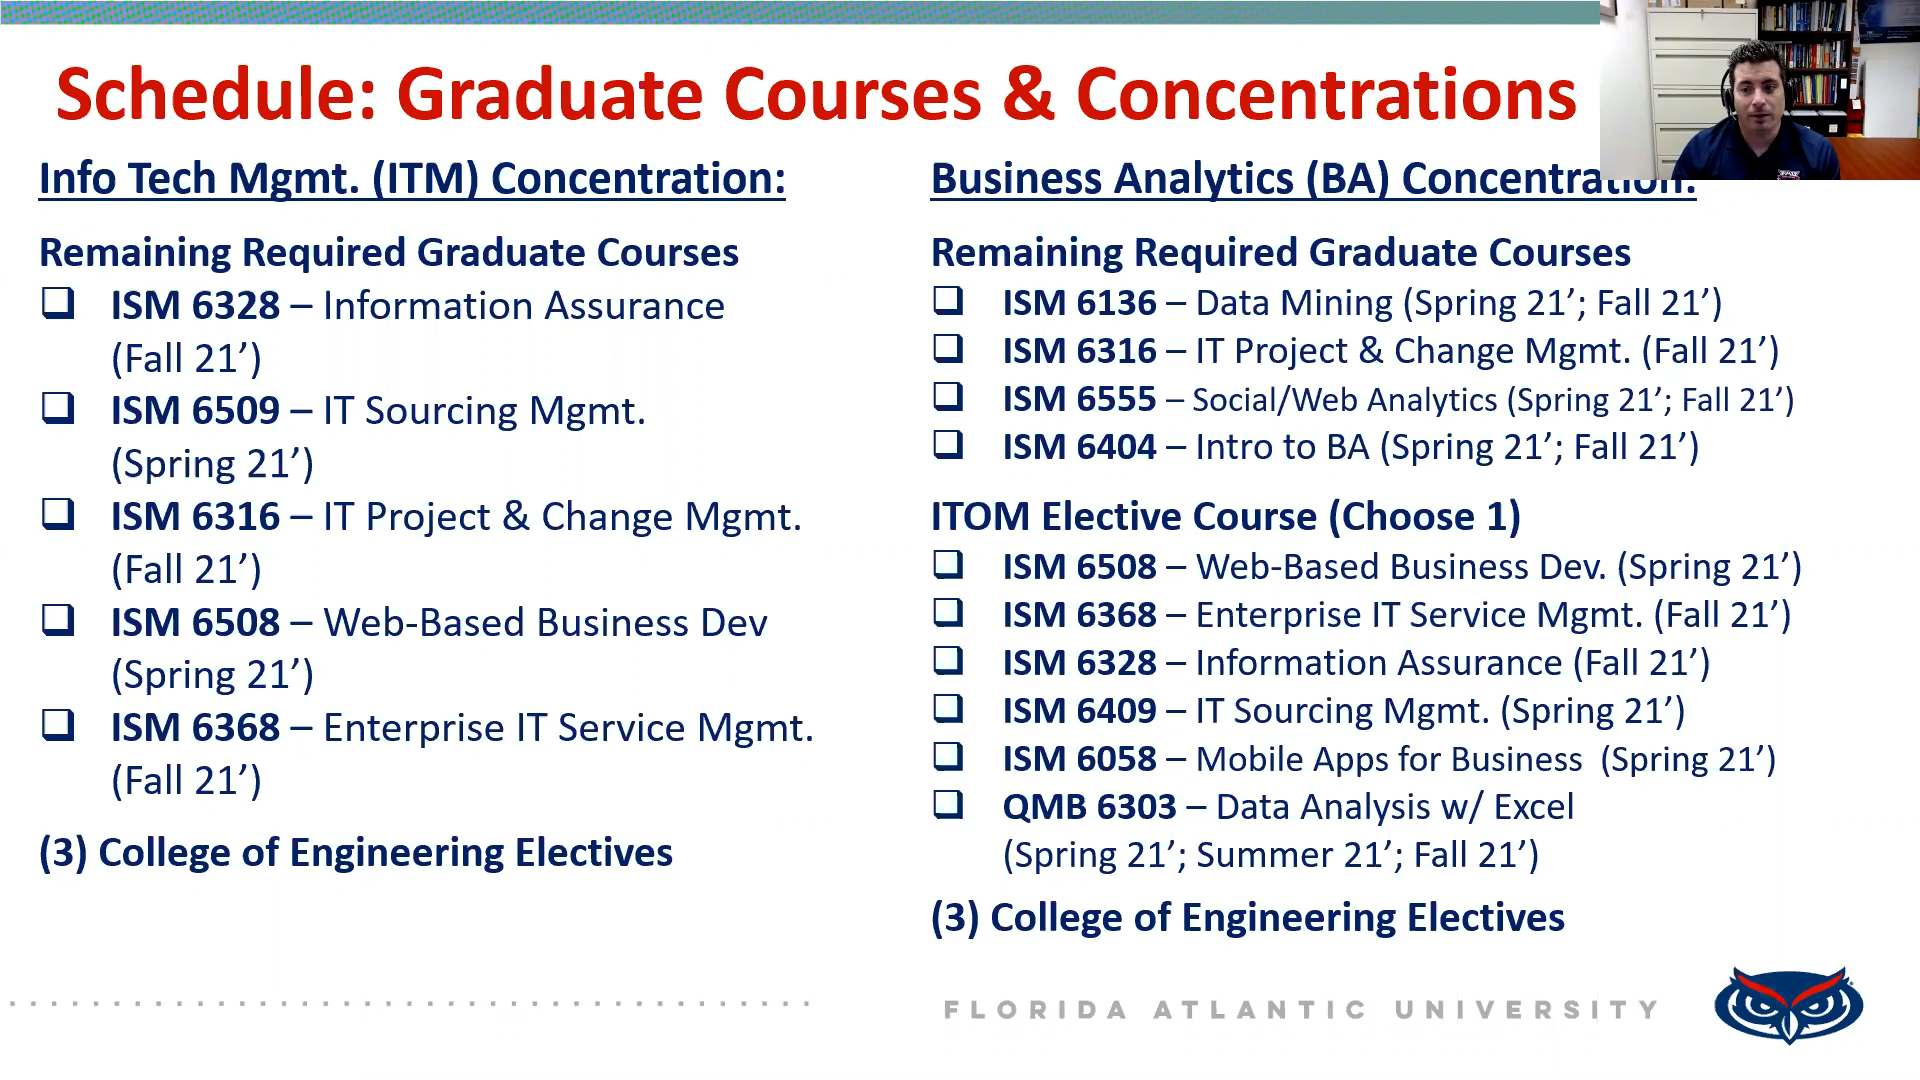 Schedule: Graduate Courses & Concentrations
Info Tech Mgmt. (ITM) Concentration:
Remaining Required Graduate Courses
❑ ISM 6328 – Information Assurance
(Fall 21’)
❑ ISM 6509 – IT Sourcing Mgmt.
(Spring 21’)
❑ ISM 6316 – IT Project & Change Mgmt.
(Fall 21’)
❑ ISM 6508 – Web-Based Business Dev
(Spring 21’)
❑ ISM 6368 – Enterprise IT Service Mgmt.
(Fall 21’)
(3) College of Engineering Electives
Business Analytics (BA) Concentration:
Remaining Required Graduate Courses
❑ ISM 6136 – Data Mining (Spring 21’; Fall 21’)
❑ ISM 6316 – IT Project & Change Mgmt. (Fall 21’)
❑ ISM 6555 – Social/Web Analytics (Spring 21’; Fall 21’)
❑ ISM 6404 – Intro to BA (Spring 21’; Fall 21’)
ITOM Elective Course (Choose 1)
❑ ISM 6508 – Web-Based Business Dev. (Spring 21’)
❑ ISM 6368 – Enterprise IT Service Mgmt. (Fall 21’)
❑ ISM 6328 – Information Assurance (Fall 21’)
❑ ISM 6409 – IT Sourcing Mgmt. (Spring 21’)
❑ ISM 6058 – Mobile Apps for Business (Spring 21’)
❑ QMB 6303 – Data Analysis w/ Excel
(Spring 21’; Summer 21’; Fall 21’)
(3) College of Engineering Electives
FLORIDA ATLANTIC UNIVERSITY